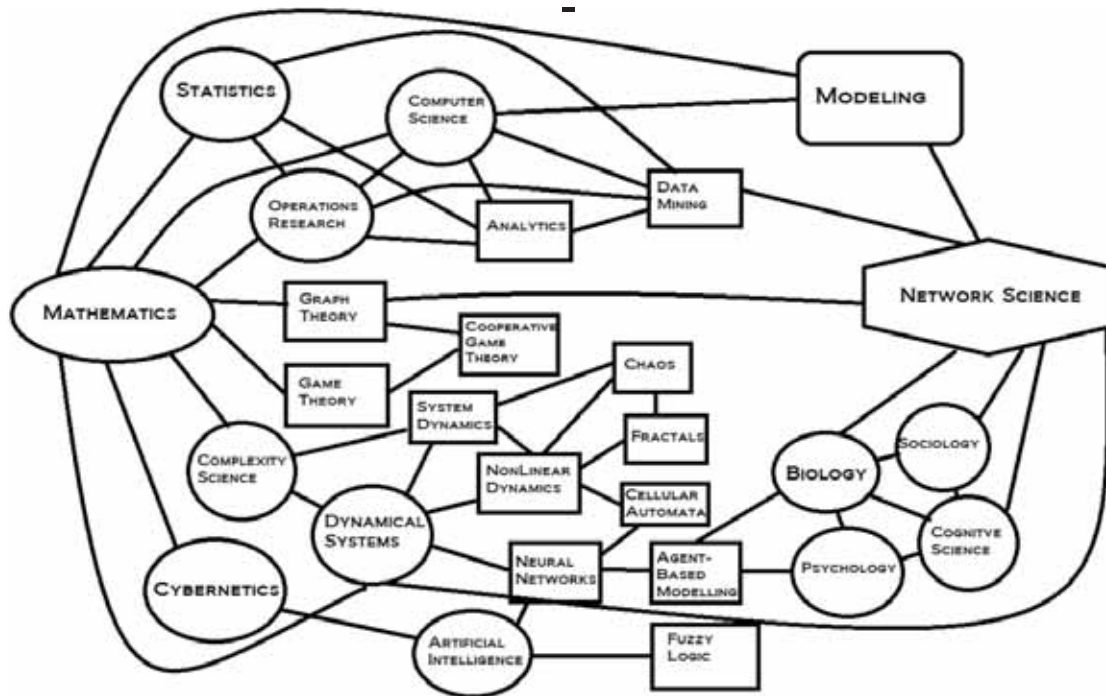 STATISTICS
COMPUTER
SCIENCE
MODELING
OPERATIONS
RESEARCH
ANALYTICS
DATA
MINING
MATHEMATICS
GRAPH
THEORY
NETWORK SCIENCE
COOPERATIVE
GAME
THEORY
GAME
THEORY
CHAOS
SYSTEM
DYNAMICS
FRACTALS
COMPLEXITY
SCIENCE
NONLINEAR
DYNAMICS
BIOLOGY
SOCIOLOGY
CELLULAR
AUTOMATA
DYNAMICAL
SYSTEMS
COGNITVE
SCIENCE
NEURAL
NETWORKS
AGENT-
BASED
MODELLING
PSYCHOLOGY
CYBERNETICS
ARTIFICIAL
INTELLIGENCE
FUZZY
LOGIC